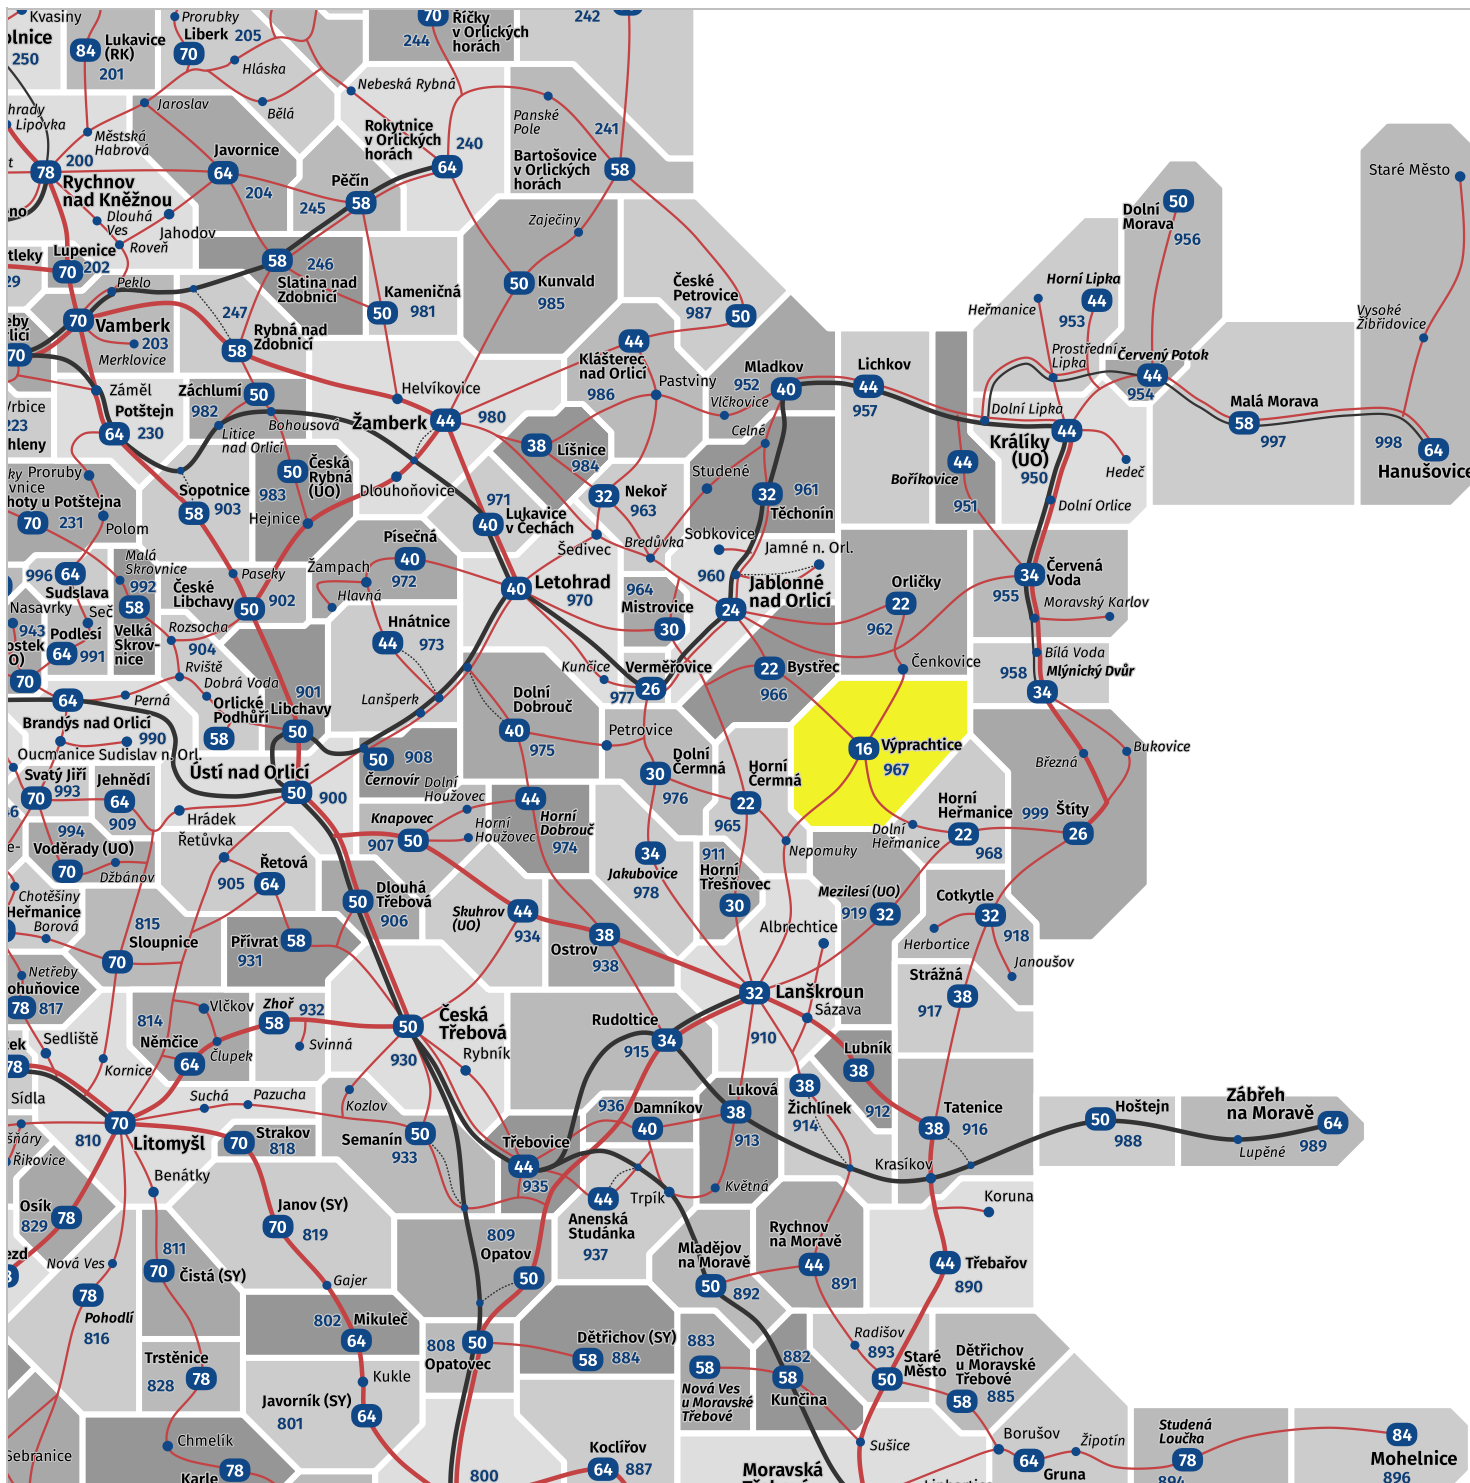 Kvasiny
Prorubky
205
70
Říčky
v Orlických
horách
244
242
olnice
250
84
Lukavice
(RK)
201
Liberk
70
Hláska
Nebeská Rybná
Bělá
Jaroslav
Panské
Pole
241
hrady
Lipovka
Městská
Habrová
Rokytnice
v Orlických
horách
240
64
Bartošovice
v Orlických
horách
58
Javornice
64
204
Pěčín
58
245
200
78
Rychnov
nad Kněžnou
Dlouhá
Ves
Jahodov
Roveň
eno
Staré Město
50
Dolní
Morava
956
Zaječiny
tleky
29
Lupenice
70
202
Peklo
58
246
Slatina nad
Zdobnicí
Kameničná
50
981
50
Kunvald
985
České
Petrovice
987
50
Horní Lipka
44
953
Heřmanice
Vysoké
Žibřidovice
247
Rybná nad
Zdobnicí
58
70
Vamberk
203
Merklovice
70
44
Klášterec
nad Orlicí
986
Pastviny
Mladkov
952
40
Vlčkovice
Celné
Lichkov
44
957
Prostřední
Lipka
Červený Potok
44
954
Malá Morava
58
997
998
64
Hanušovice
Dolní Lipka
Králíky
(UO)
950
44
Hedeč
Záměl
Záchlumí
982
50
Potštejn
64
230
Litice
nad Orlicí
Bohousová
Helvíkovice
Žamberk
44
980
38
Líšnice
984
Vrbice
223
hleny
Proruby
50
Česká
Rybná
(ÚO)
983
Hejnice
Dlouhoňovice
Sopotnice
58
903
971
40
Lukavice
v Čechách
32
Nekoř
963
Studené
32
961
Těchonín
Boříkovice
44
951
Dolní Orlice
vnice
hoty u Potštejna
70
231
Polom
Šedivec
Bredůvka
Sobkovice
Jamné n. Orl.
960
Jablonné
nad Orlicí
24
Písečná
40
972
Žampach
Hlavná
40
Letohrad
970
964
Mistrovice
30
Orličky
22
962
34
Červená
Voda
955
Moravský Karlov
Malá
Skrovnice
992
996
64
Sudslava
58
Velká
Skrov-
nice
Paseky
České
Libchavy
50
902
Rozsocha
904
Hnátnice
44
973
Nasavrky
Seč
943
Podlesí
64
991
70
Rviště
Dobrá Voda
901
Libchavy
50
Orlické
Podhůří
58
Lanšperk
Kunčice
Verměřovice
977
26
22
Bystřec
966
Čenkovice
Bílá Voda
958
Mlýnický Dvůr
34
Perná
64
Brandýs nad Orlicí
990
Oucmanice
Sudislav n. Orl.
Dolní
Dobrouč
40
975
Petrovice
16
Výprachtice
967
Bukovice
Březná
Ústí nad Orlicí
50
900
50
908
Černovír
Dolní
Houžovec
Svatý Jiří
70
993
Jehnědí
64
909
Hrádek
Dolní
Čermná
30
976
Horní
Čermná
22
965
Nepomuky
Dolní
Heřmanice
Horní
Heřmanice
22
968
999
Štíty
26
994
Voděrady (UO)
70
Džbánov
Řetůvka
Řetová
905
64
Knapovec
907
50
Horní
Houžovec
44
Horní
Dobrouč
974
34
Jakubovice
978
911
Horní
Třešňovec
30
Mezilesí (UO)
919
32
Cotkytle
32
918
Herbortice
Janoušov
Chotěšiny
Heřmanice
Borová
815
Sloupnice
70
Přívrat
931
58
50
Dlouhá
Třebová
906
Skuhrov
(UO)
44
934
38
Ostrov
938
Albrechtice
Strážná
917
38
Netřeby
ohuňovice
78
817
Vlčkov
814
Němčice
64
Člupek
Zhoř
58
932
Svinná
50
930
Česká
Třebová
Rybník
Rudoltice
915
34
32
Lanškroun
Sázava
910
Lubník
38
Sedliště
78
Kornice
Suchá
Pazucha
Kozlov
Semanín
933
50
936
Damníkov
40
Luková
38
913
38
Žichlínek
914
912
Tatenice
38
916
50
Hoštejn
988
Zábřeh
na Moravě
64
Lupěné
989
Sídla
70
810
Litomyšl
70
Strakov
818
Třebovice
44
935
44
Anenská
Studánka
937
Trpík
Květná
Krasíkov
Koruna
Řikovice
Benátky
Osík
829
78
Janov (SY)
70
819
809
Opatov
50
Mladějov
na Moravě
50
892
Rychnov
na Moravě
44
891
44
Třebařov
890
Nová Ves
78
Pohodlí
816
811
70
Čistá (SY)
Gajer
802
Mikuleč
64
808
Opatovec
50
Dětřichov (SY)
58
884
883
58
Nová Ves
u Moravské
Třebové
882
58
Kunčina
Radišov
893
Staré
Město
50
Dětřichov
u Moravské
Třebové
885
58
Trstěnice
828
78
Kukle
Javorník (SY)
801
64
Chmelík
78
Karle
800
Koclířov
64
887
Moravská
Sušice
Borušov
64
Gruna
Žipotín
Studená
Loučka
78
894
84
Mohelnice
896
Sebranice